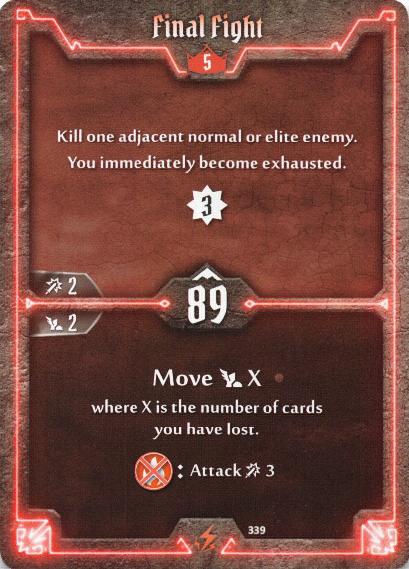 Final Fight
5
Kill one adjacent normal or elite enemy.
You immediately become exhausted.
3
2
89
2
Move X
where X is the number of cards
you have lost.
: Attack 3
339